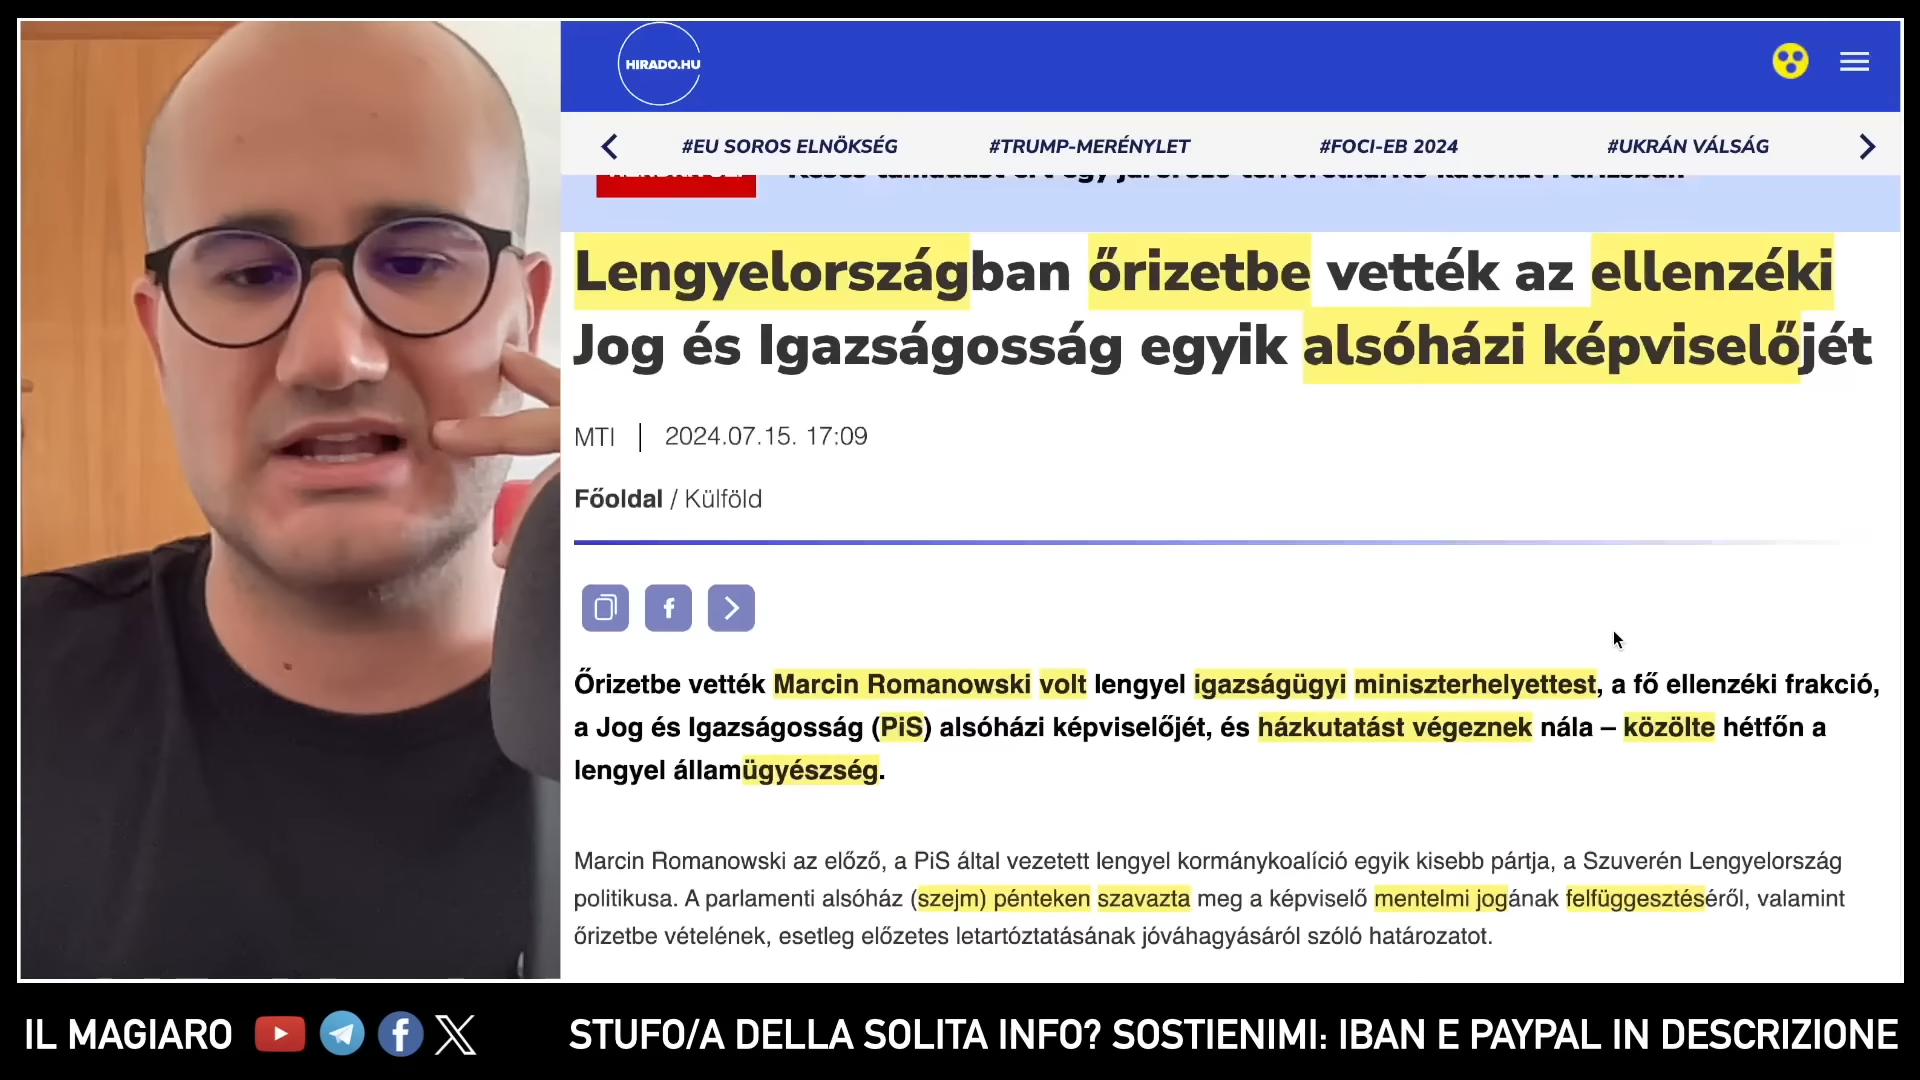 HIRADO.HU
#EU SOROS ELNÖKSÉG #TRUMP-MERÉNYLET #FOCI-EB 2024 #UKRÁN VÁLSÁG
Lengyelországban őrizetbe vették az ellenzéki
Jog és Igazságosság egyik alsóházi képviselőjét
MTI | 2024.07.15. 17:09
Főoldal / Külföld
Őrizetbe vették Marcin Romanowski volt lengyel igazságügyi miniszterhelyettest, a fő ellenzéki frakció,
a Jog és Igazságosság (PiS) alsóházi képviselőjét, és házkutatást végeznek nála – közölte hétfőn a
lengyel államügyészség.
Marcin Romanowski az előző, a PiS által vezetett lengyel kormánykoalíció egyik kisebb pártja, a Szuverén Lengyelország
politikusa. A parlamenti alsóház (szejm) pénteken szavazta meg a képviselő mentelmi jogának felfüggesztéséről, valamint
őrizetbe vételének, esetleg előzetes letartóztatásának jóváhagyásáról szóló határozatot.
IL MAGIARO STUFO/A DELLA SOLITA INFO? SOSTIENIMI: IBAN E PAYPAL IN DESCRIZIONE